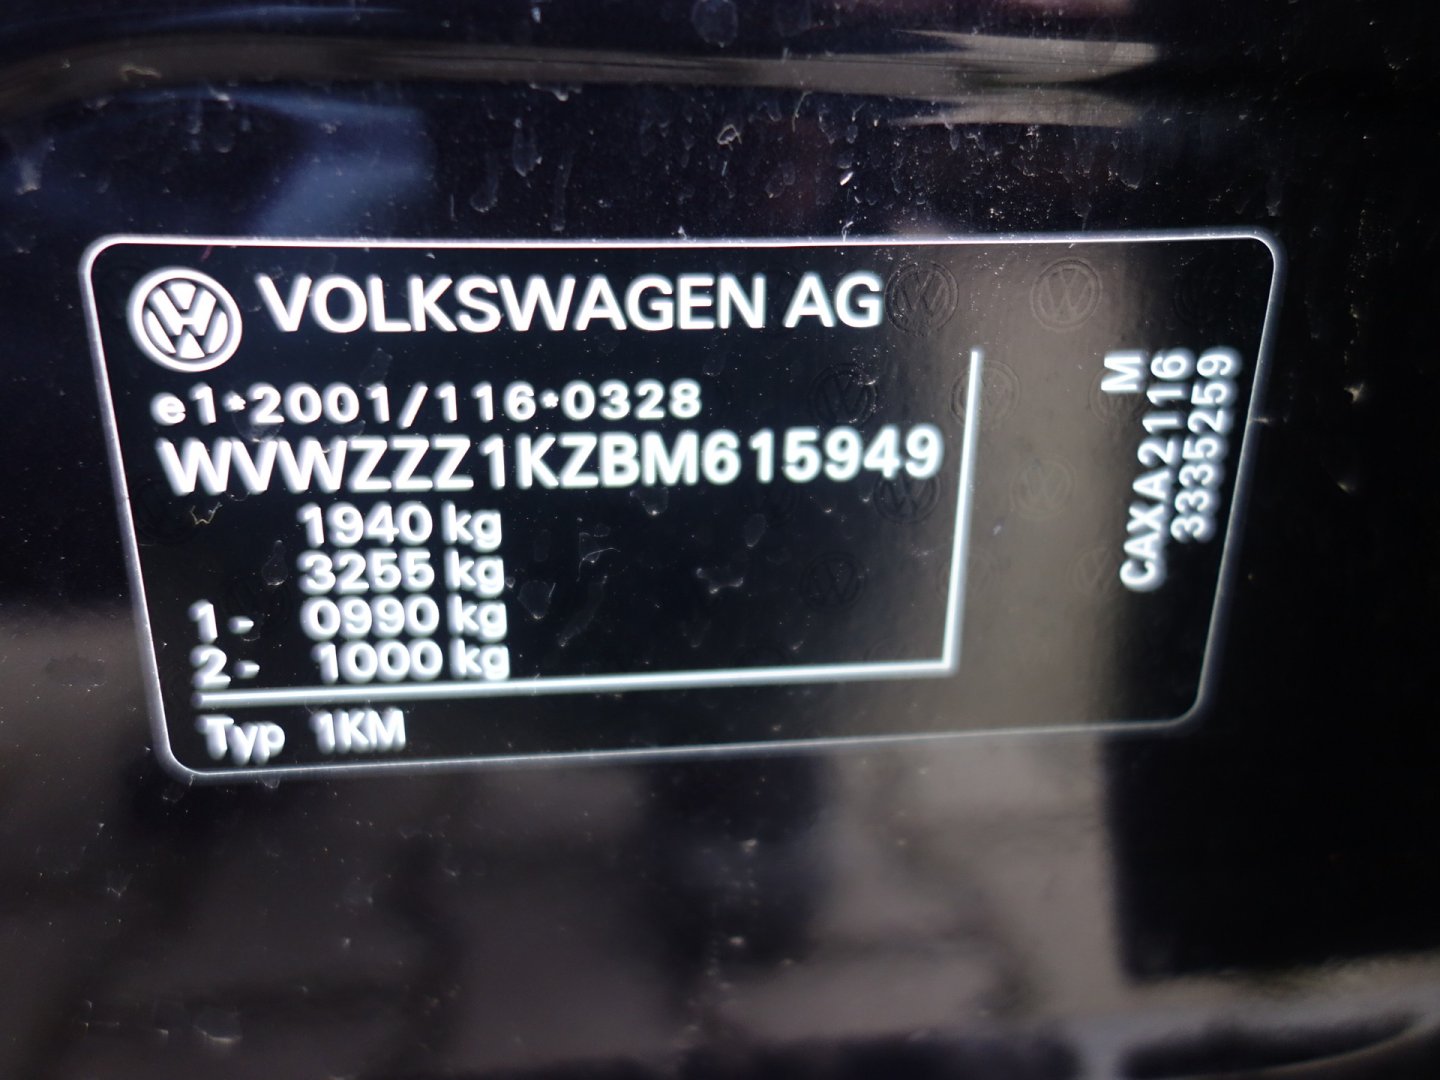 VOLKSWAGEN AG
e1*2001/116*0328
WVWZZZ1KZBM615949
1940 kg
3255 kg
1- 0990 kg
2- 1000 kg
Typ 1KM
M
CAXA2116
3335259